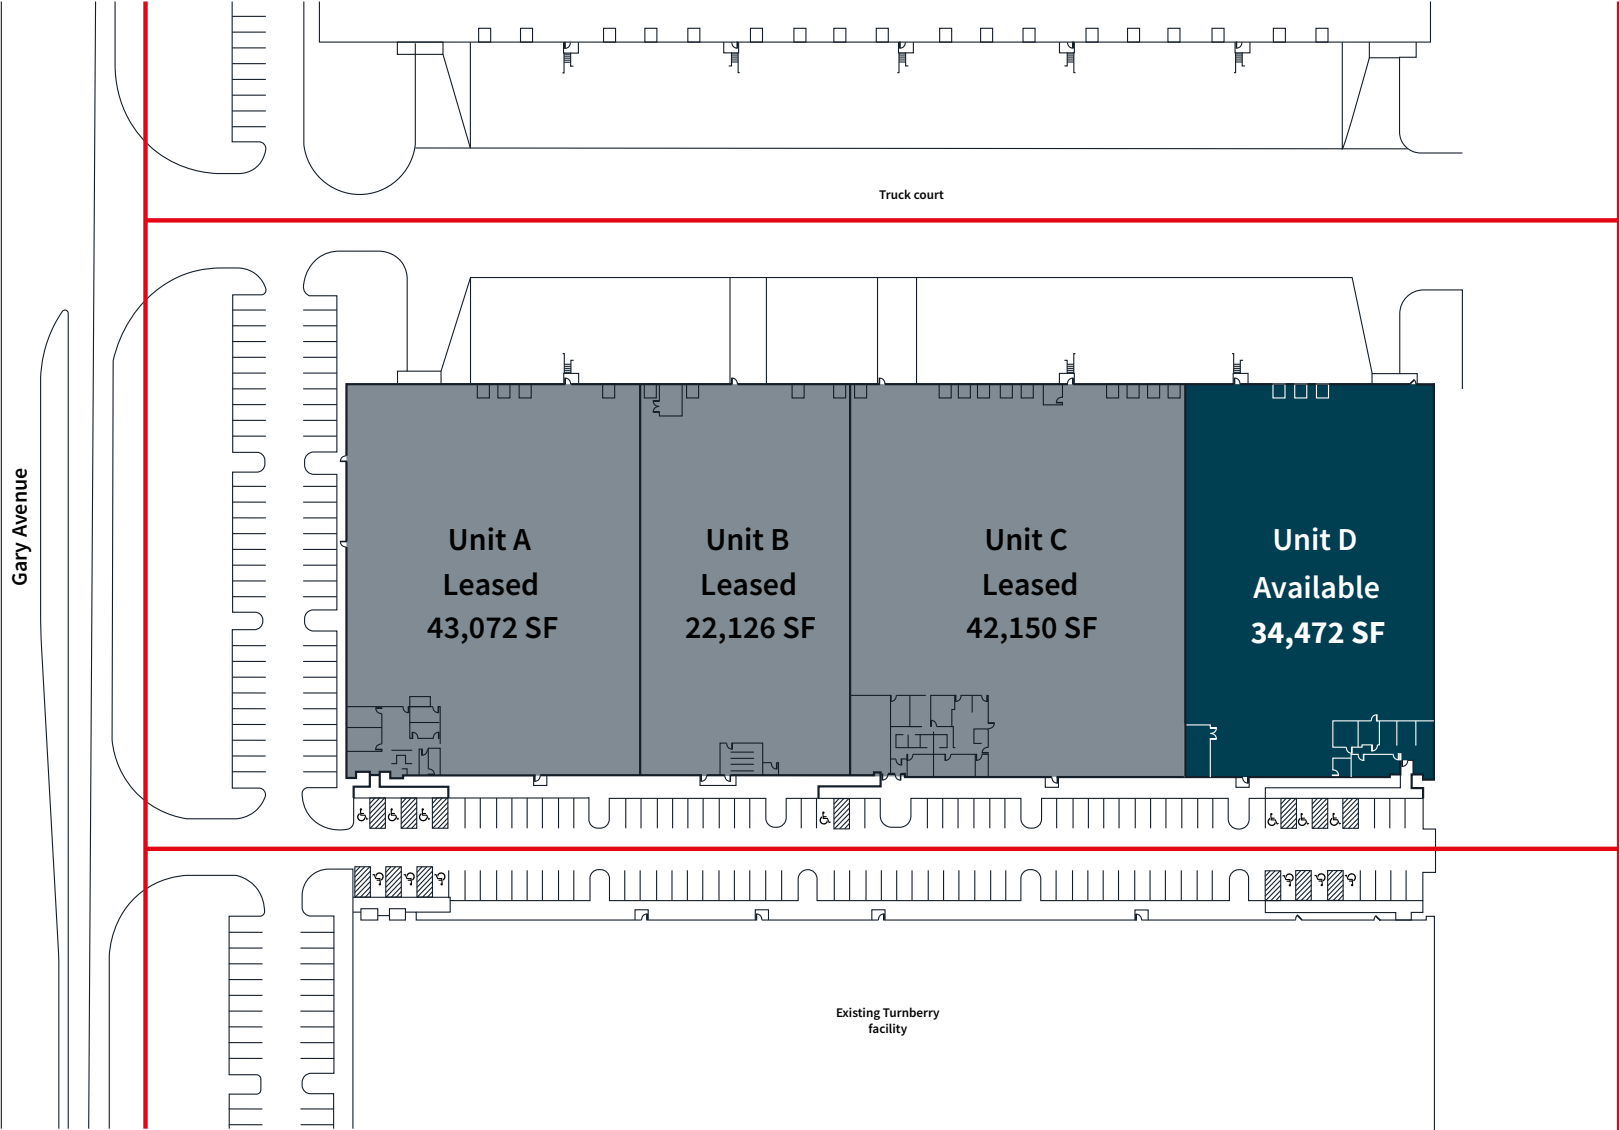 Truck court
Gary Avenue
Unit A
Leased
43,072 SF
Unit B
Leased
22,126 SF
Unit C
Leased
42,150 SF
Unit D
Available
34,472 SF
Existing Turnberry
facility